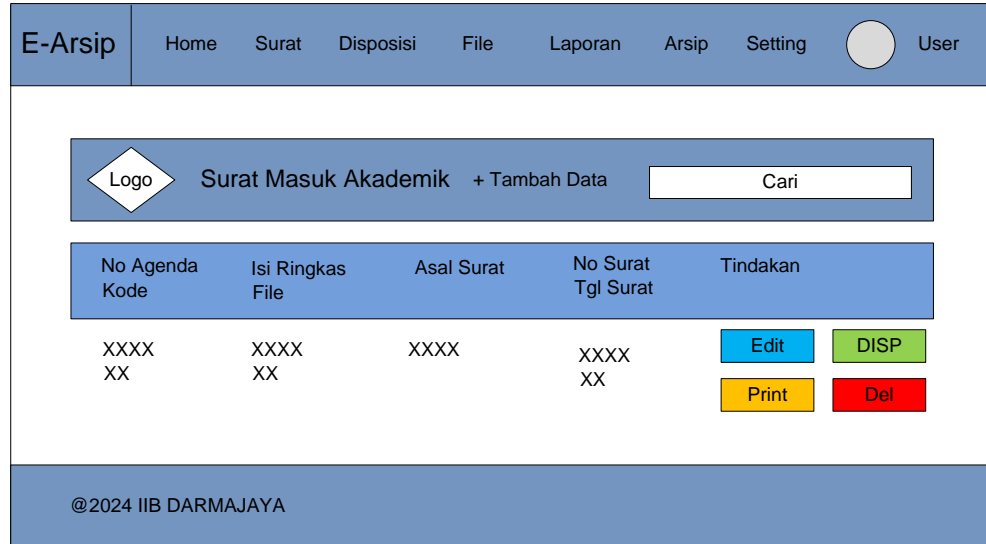 E-Arsip Home Surat Disposisi File Laporan Arsip Setting User
Logo Surat Masuk Akademik + Tambah Data Cari
No Agenda Isi Ringkas Asal Surat No Surat Tindakan
Kode File Tgl Surat
XXXX XXXX XXXX XXXX Edit DISP
XX XX XX
Print Del
@2024 IIB DARMAJAYA